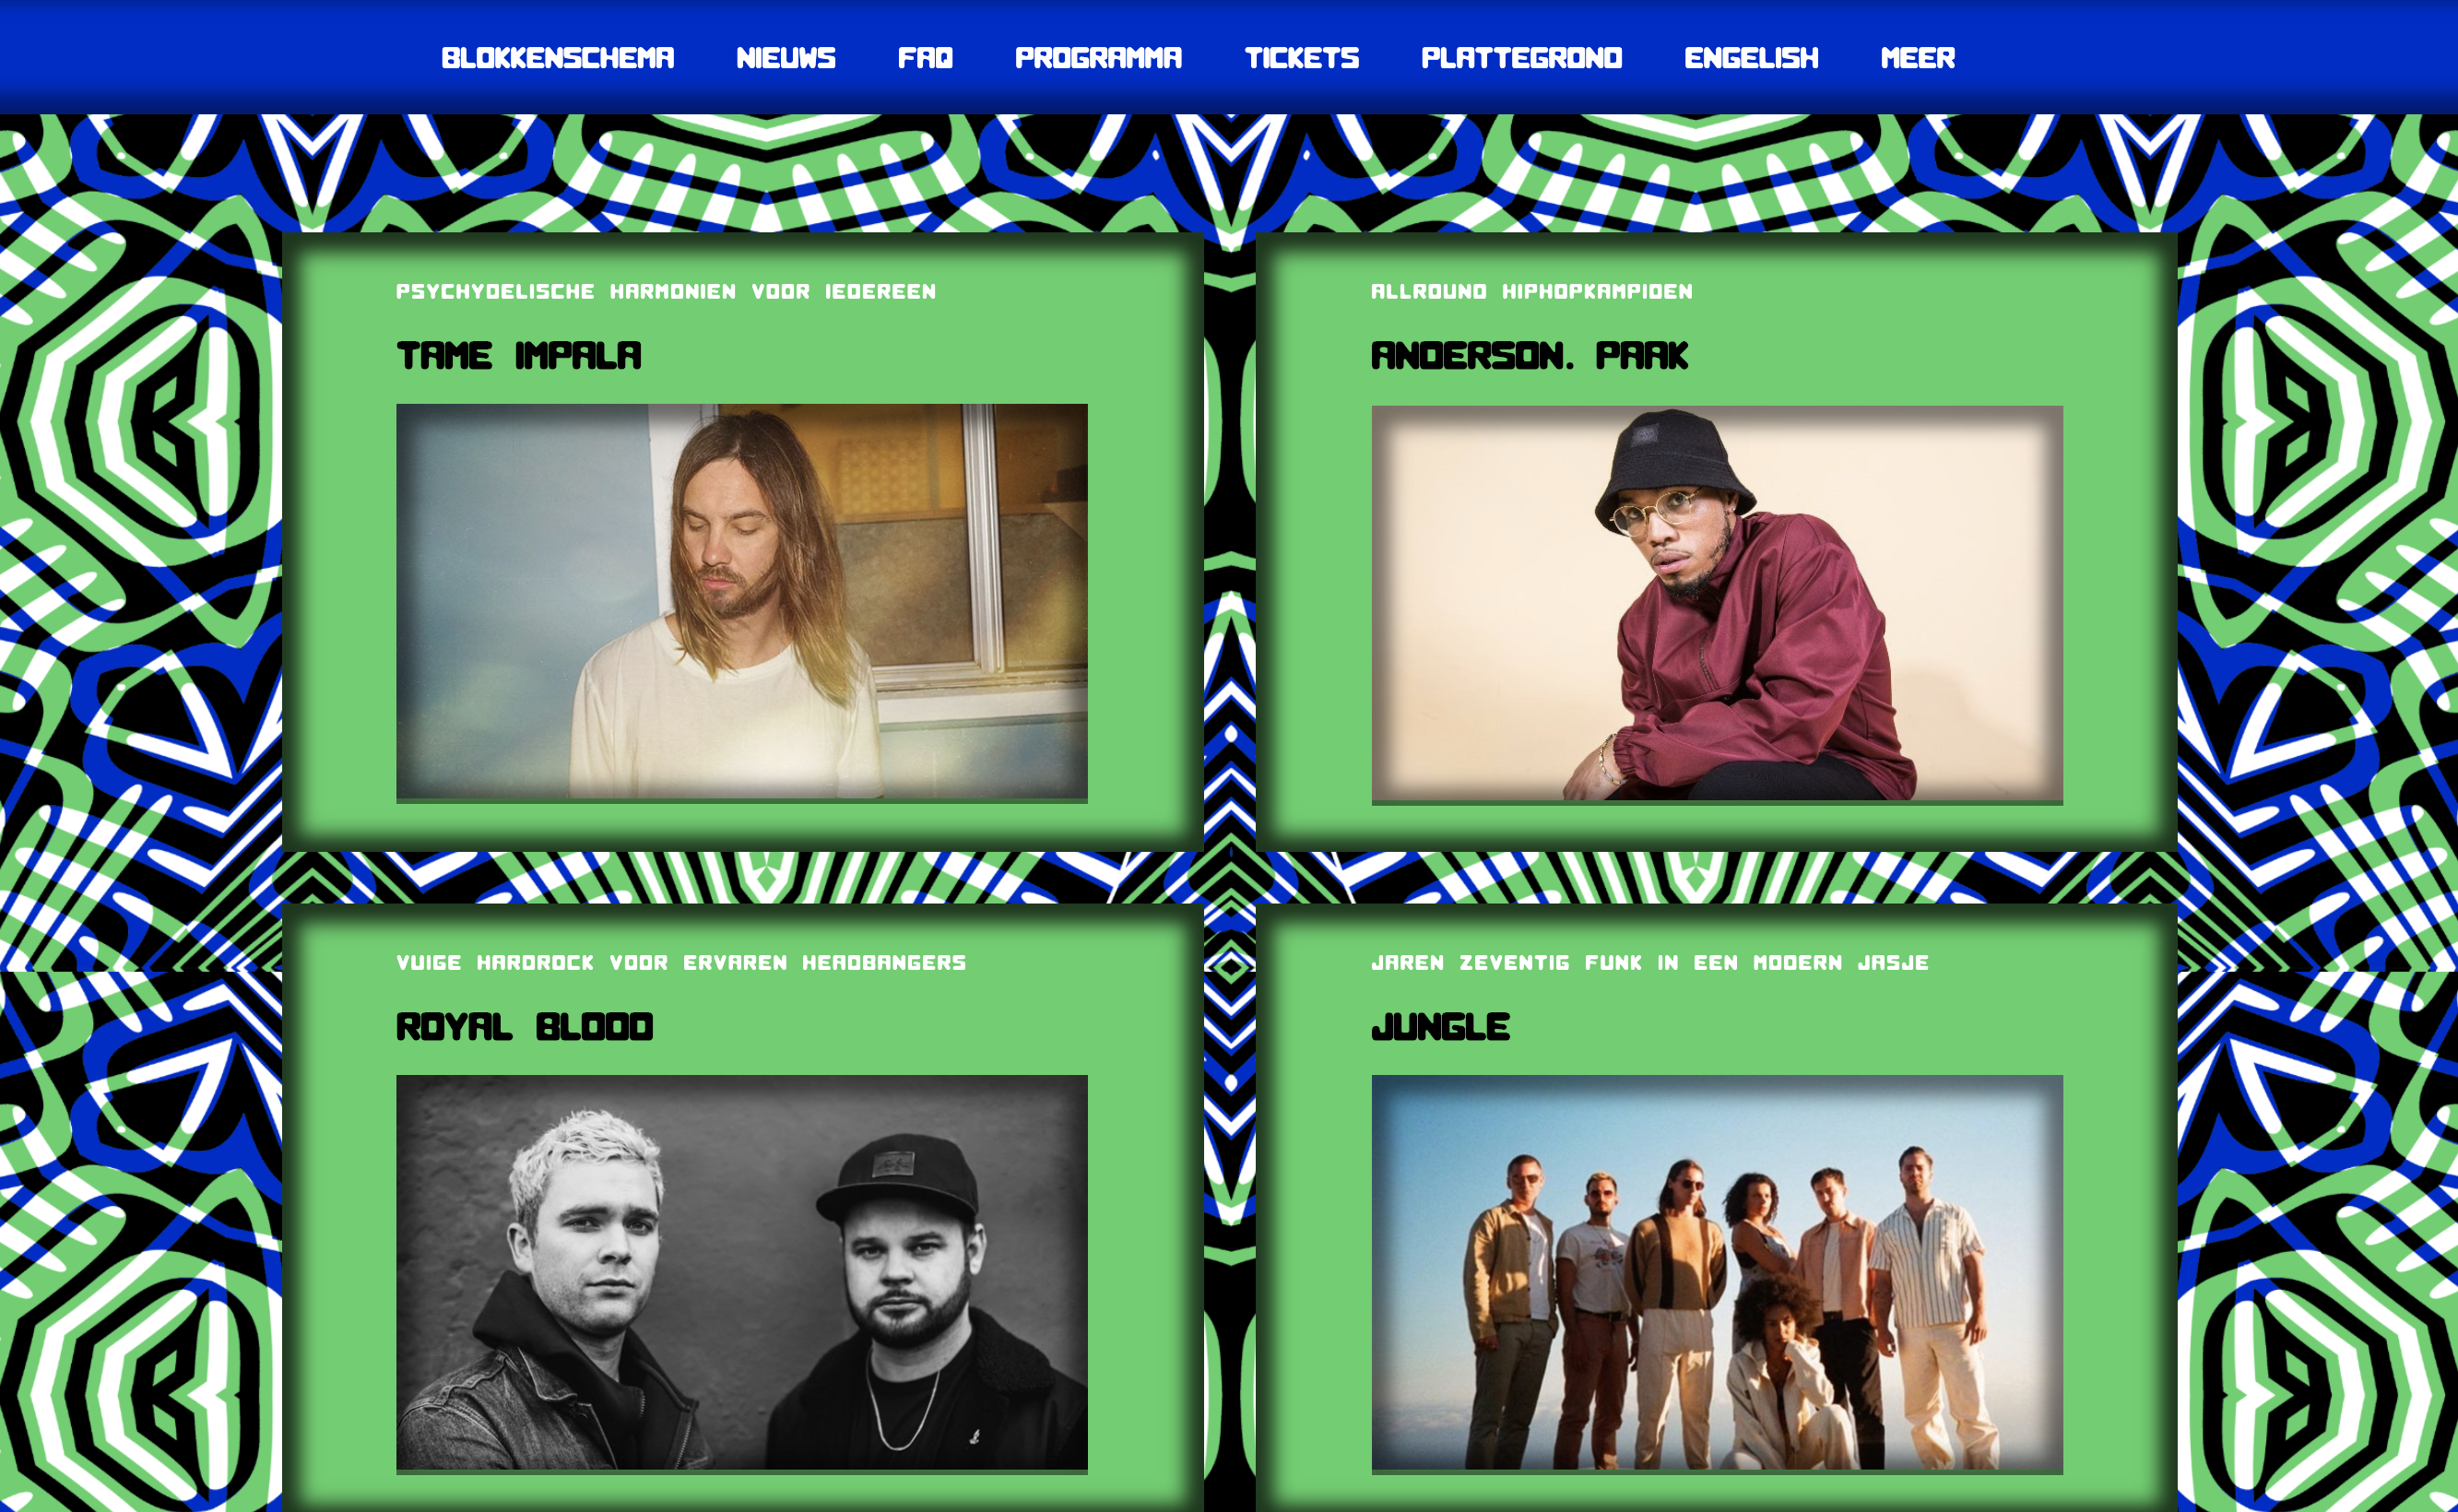 BLOKKENSCHEMA NIEUWS FAQ PROGRAMMA TICKETS PLATTEGROND ENGELISH MEER
PSYCHYDELISCHE HARMONIEN VOOR IEDEREEN
TAME IMPALA
ALLROUND HIPHOPKAMPIOEN
ANDERSON. PAAK
VUIGE HARDROCK VOOR ERVAREN HEADBANGERS
ROYAL BLOOD
JAREN ZEVENTIG FUNK IN EEN MODERN JASJE
JUNGLE